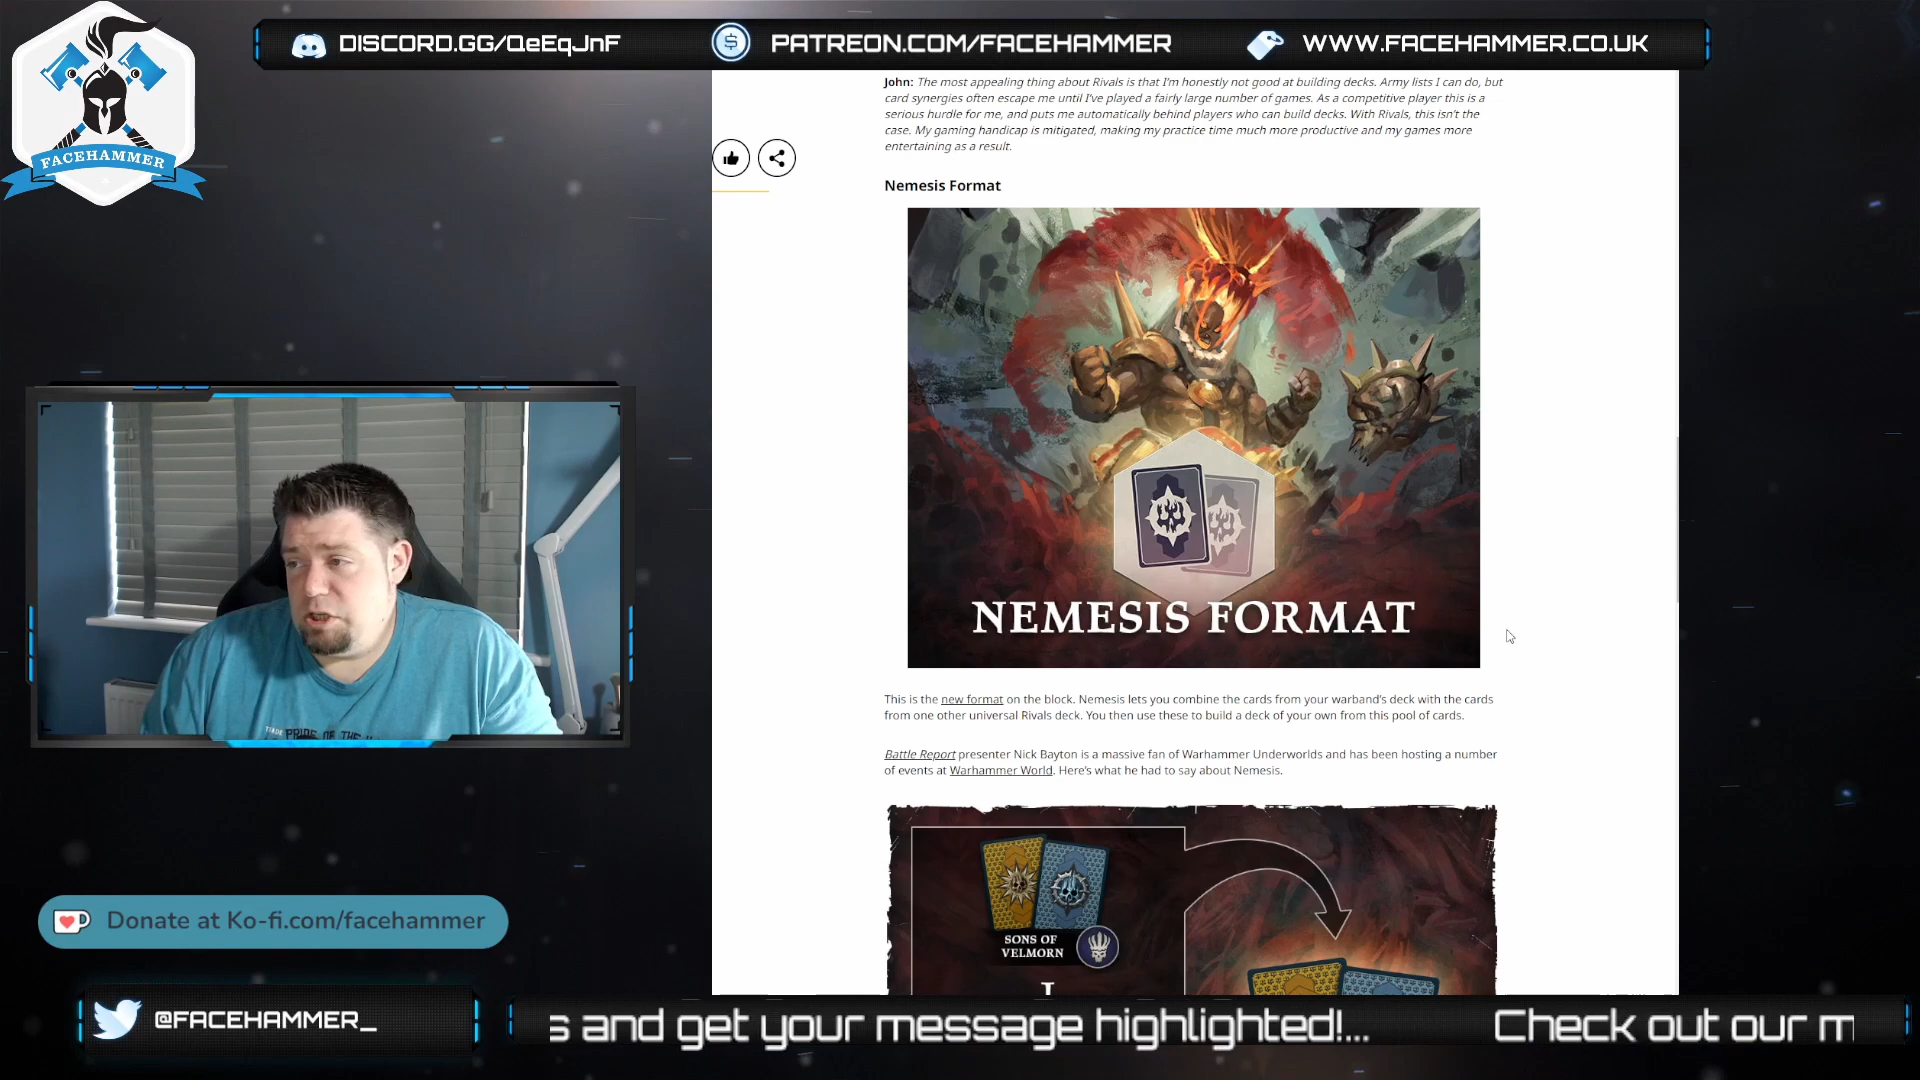 DISCORD.GG/QeEqJnF
PATREON.COM/FACEHAMMER
WWW.FACEHAMMER.CO.UK
FACEHAMMER
John: The most appealing thing about Rivals is that I'm honestly not good at building decks. Army lists I can do, but
card synergies often escape me until I've played a fairly large number of games. As a competitive player this is a
serious hurdle for me, and puts me automatically behind players who can build decks. With Rivals, this isn't the
case. My gaming handicap is mitigated, making my practice time much more productive and my games more
entertaining as a result.
Nemesis Format
NEMESIS FORMAT
This is the new format on the block. Nemesis lets you combine the cards from your warband's deck with the cards
from one other universal Rivals deck. You then use these to build a deck of your own from this pool of cards.
Battle Report presenter Nick Bayton is a massive fan of Warhammer Underworlds and has been hosting a number
of events at Warhammer World. Here's what he had to say about Nemesis.
SONS OF
VELMORN
PRIDE OF THE
Donate at Ko-fi.com/facehammer
@FACEHAMMER_
s and get your message highlighted!...
Check out our m